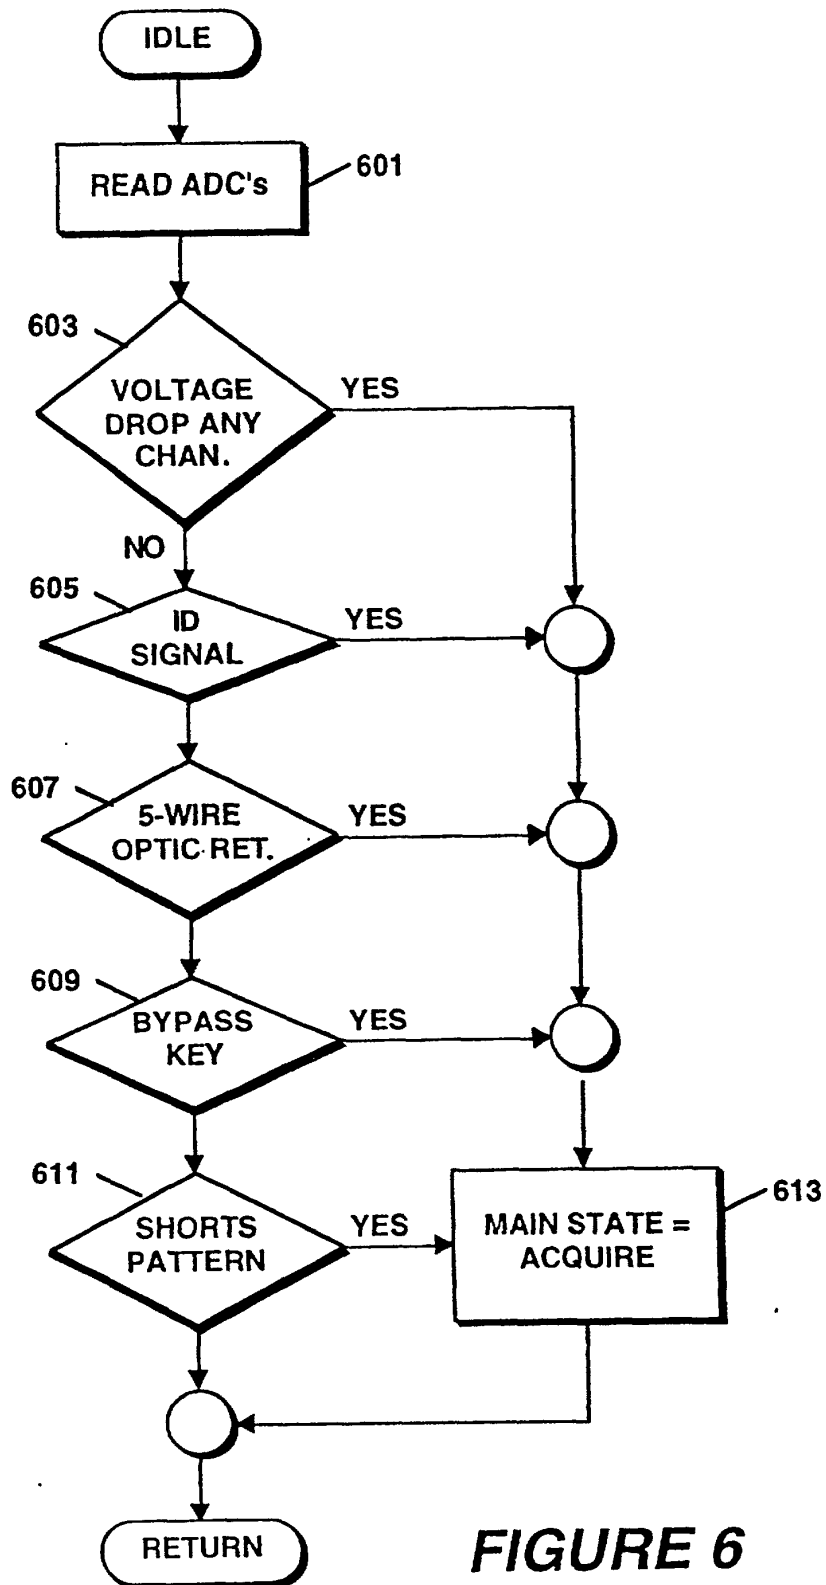 IDLE
READ ADC's
601
603
VOLTAGE
DROP ANY
CHAN.
YES
NO
605
ID
SIGNAL
YES
607
5-WIRE
OPTIC RET.
YES
609
BYPASS
KEY
YES
611
SHORTS
PATTERN
YES
MAIN STATE =
ACQUIRE
613
RETURN
FIGURE 6